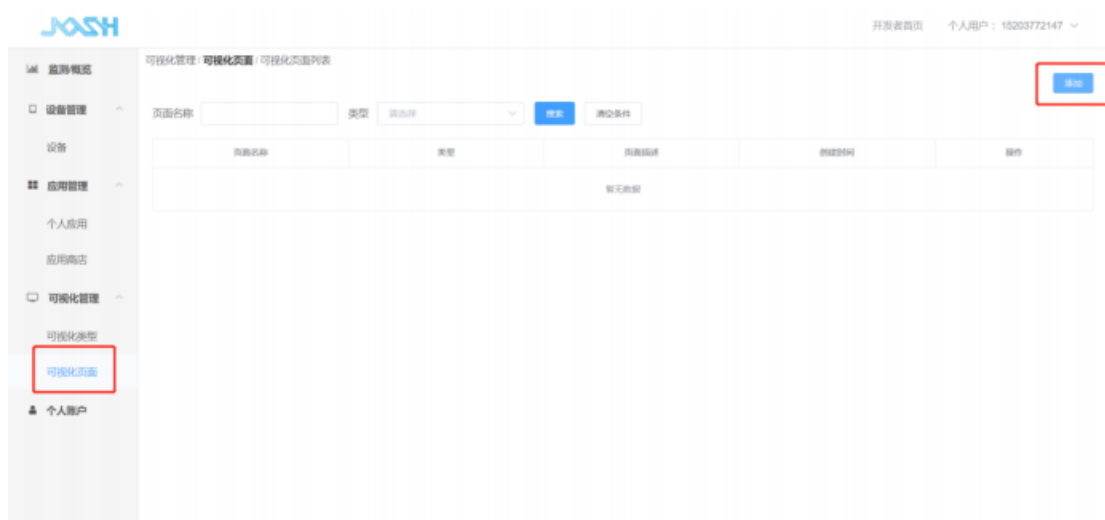 JOASH
开发者首页 个人用户：15203772147
监测/概览
可视化管理 / 可视化页面 / 可视化页面列表
添加
设备管理
页面名称 类型 请选择 搜索 清空条件
设备
页面名称 类型 页面描述 创建时间 操作
应用管理
暂无数据
个人应用
应用商店
可视化管理
可视化类型
可视化页面
个人账户